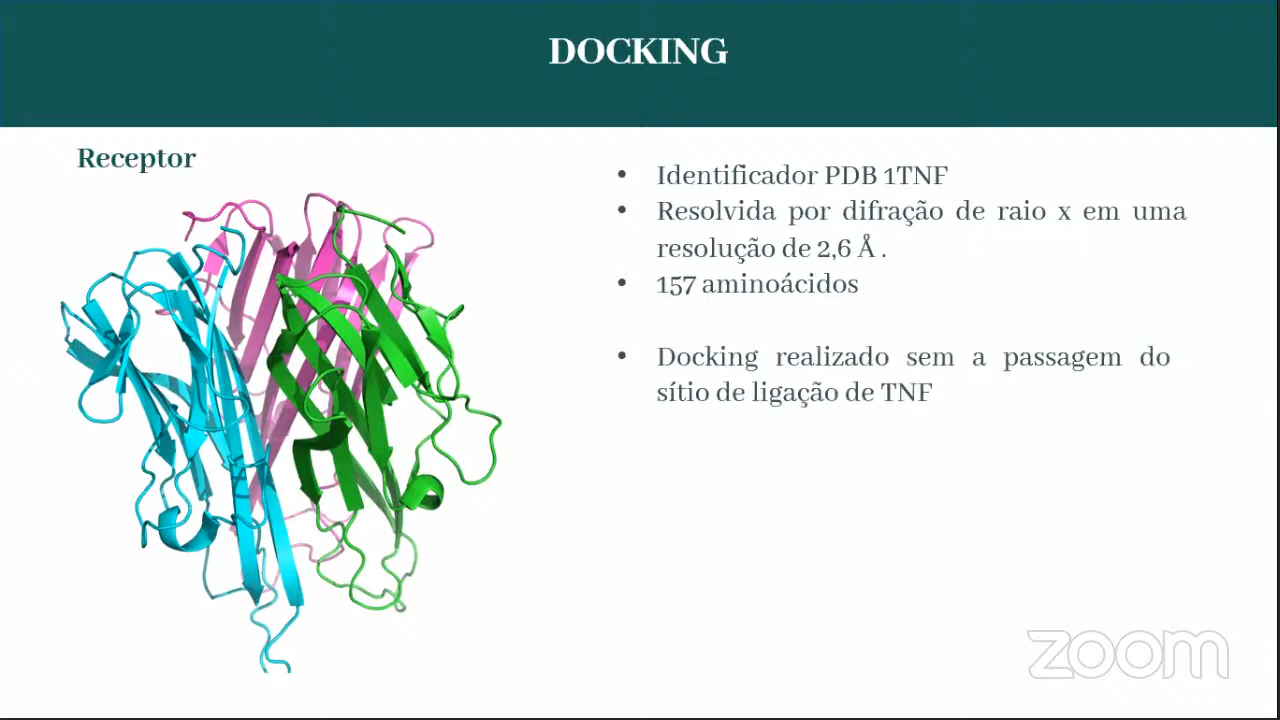 DOCKING
Receptor
• Identificador PDB 1TNF
• Resolvida por difração de raio x em uma
resolução de 2,6 Å .
• 157 aminoácidos
• Docking realizado sem a passagem do
sítio de ligação de TNF
zoom